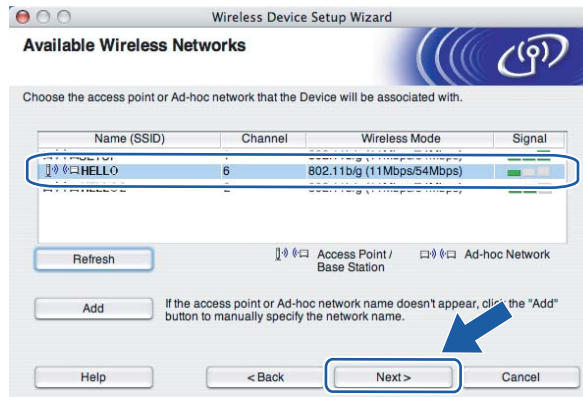 Wireless Device Setup Wizard
Available Wireless Networks
Choose the access point or Ad-hoc network that the Device will be associated with.
Name (SSID) Channel Wireless Mode Signal
SETUP
HELLO 6 802.11b/g (11Mbps/54Mbps)
HELLO2
Refresh Access Point / Base Station Ad-hoc Network
Add If the access point or Ad-hoc network name doesn't appear, click the "Add"
button to manually specify the network name.
Help < Back Next > Cancel